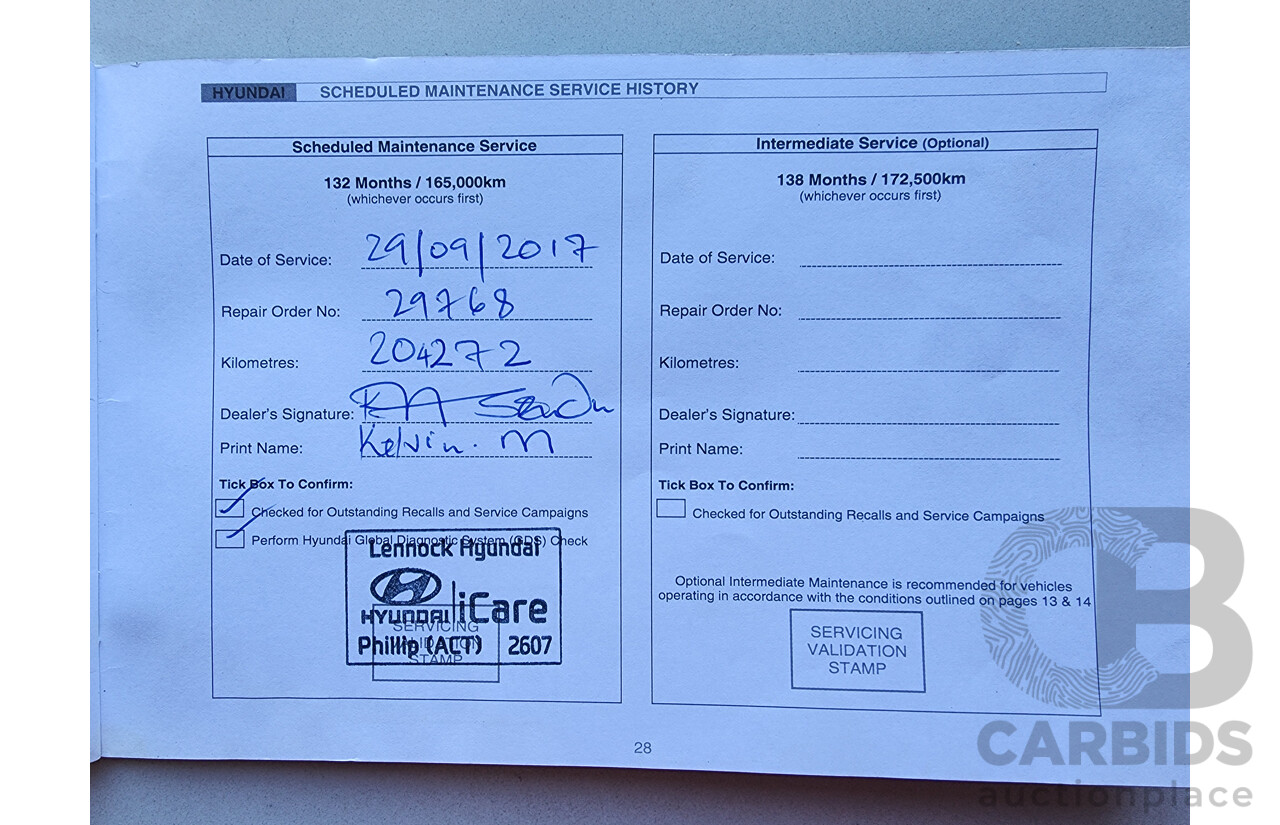 HYUNDAI SCHEDULED MAINTENANCE SERVICE HISTORY
Scheduled Maintenance Service
132 Months / 165,000km
(whichever occurs first)
Date of Service: 29/09/2017
Repair Order No: 29768
Kilometres: 204272
Dealer's Signature:
Print Name: Kelvin. M
Tick Box To Confirm:
Checked for Outstanding Recalls and Service Campaigns
Perform Hyundai Global Diagnostic System (GDS) Check
Lennock Hyundai
HYUNDAI iCare
Phillip (ACT) 2607
SERVICING
VALIDATION
STAMP
Intermediate Service (Optional)
138 Months / 172,500km
(whichever occurs first)
Date of Service:
Repair Order No:
Kilometres:
Dealer's Signature:
Print Name:
Tick Box To Confirm:
Checked for Outstanding Recalls and Service Campaigns
Optional Intermediate Maintenance is recommended for vehicles
operating in accordance with the conditions outlined on pages 13 & 14
SERVICING
VALIDATION
STAMP
28
CB
CARBIDS
auctionplace